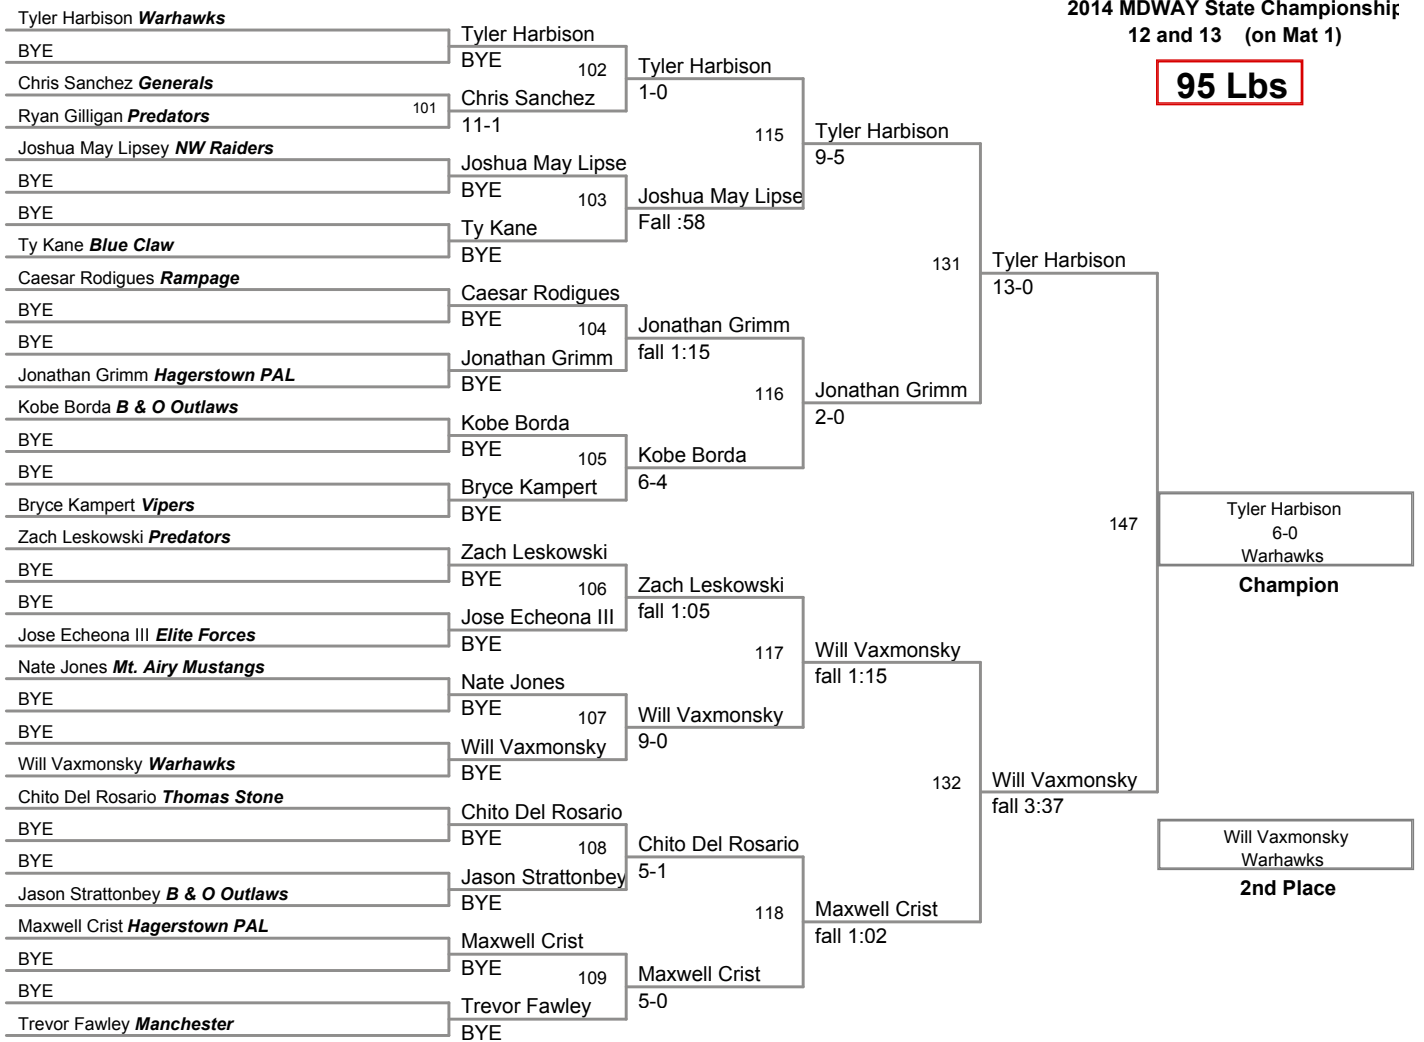 2014 MDWAY State Championship
12 and 13 (on Mat 1)
95 Lbs
Tyler Harbison Warhawks
BYE
Chris Sanchez Generals
Ryan Gilligan Predators
Joshua May Lipsey NW Raiders
BYE
BYE
Ty Kane Blue Claw
Caesar Rodigues Rampage
BYE
BYE
Jonathan Grimm Hagerstown PAL
Kobe Borda B & O Outlaws
BYE
BYE
Bryce Kampert Vipers
Zach Leskowski Predators
BYE
BYE
Jose Echeona III Elite Forces
Nate Jones Mt. Airy Mustangs
BYE
BYE
Will Vaxmonsky Warhawks
Chito Del Rosario Thomas Stone
BYE
BYE
Jason Strattonbey B & O Outlaws
Maxwell Crist Hagerstown PAL
BYE
BYE
Trevor Fawley Manchester
101
Tyler Harbison
BYE
102
Chris Sanchez
11-1
Joshua May Lipse
BYE
103
Ty Kane
BYE
Caesar Rodigues
BYE
104
Jonathan Grimm
BYE
Kobe Borda
BYE
105
Bryce Kampert
BYE
Zach Leskowski
BYE
106
Jose Echeona III
BYE
Nate Jones
BYE
107
Will Vaxmonsky
BYE
Chito Del Rosario
BYE
108
Jason Strattonbey
BYE
Maxwell Crist
BYE
109
Trevor Fawley
BYE
Tyler Harbison
1-0
115
Joshua May Lipse
Fall :58
Jonathan Grimm
fall 1:15
116
Kobe Borda
6-4
Zach Leskowski
fall 1:05
117
Will Vaxmonsky
9-0
Chito Del Rosario
5-1
118
Maxwell Crist
5-0
Tyler Harbison
9-5
131
Jonathan Grimm
2-0
Will Vaxmonsky
fall 1:15
132
Maxwell Crist
fall 1:02
Tyler Harbison
13-0
147
Will Vaxmonsky
fall 3:37
Tyler Harbison
6-0
Warhawks
Champion
Will Vaxmonsky
Warhawks
2nd Place